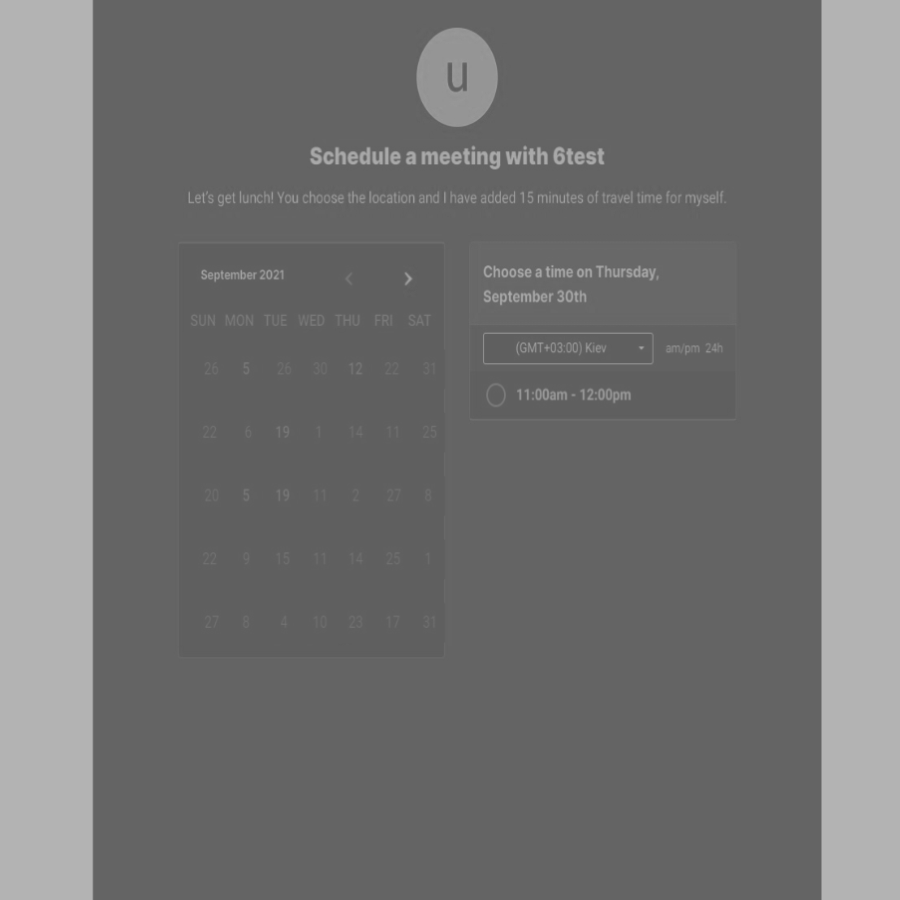 u
Schedule a meeting with 6test
Let's get lunch! You choose the location and I have added 15 minutes of travel time for myself.
September 2021
SUN MON TUE WED THU FRI SAT
26 5 26 30 12 22 31
22 6 19 1 14 11 25
20 5 19 11 2 27 8
22 9 15 11 14 25 1
27 8 4 10 23 17 31
Choose a time on Thursday,
September 30th
(GMT+03:00) Kiev am/pm 24h
11:00am - 12:00pm